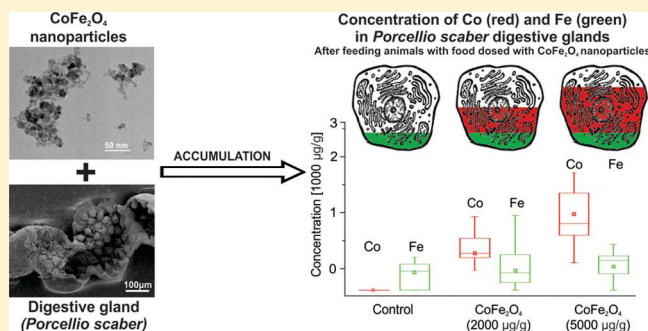 CoFe₂O₄
nanoparticles
50 nm
+
100µm
Digestive gland
(Porcellio scaber)
ACCUMULATION
Concentration of Co (red) and Fe (green)
in Porcellio scaber digestive glands
After feeding animals with food dosed with CoFe₂O₄ nanoparticles
Concentration [1000 µg/g]
3
2
1
0
Co
Fe
Co
Fe
Co
Fe
Control
CoFe₂O₄
(2000 µg/g)
CoFe₂O₄
(5000 µg/g)